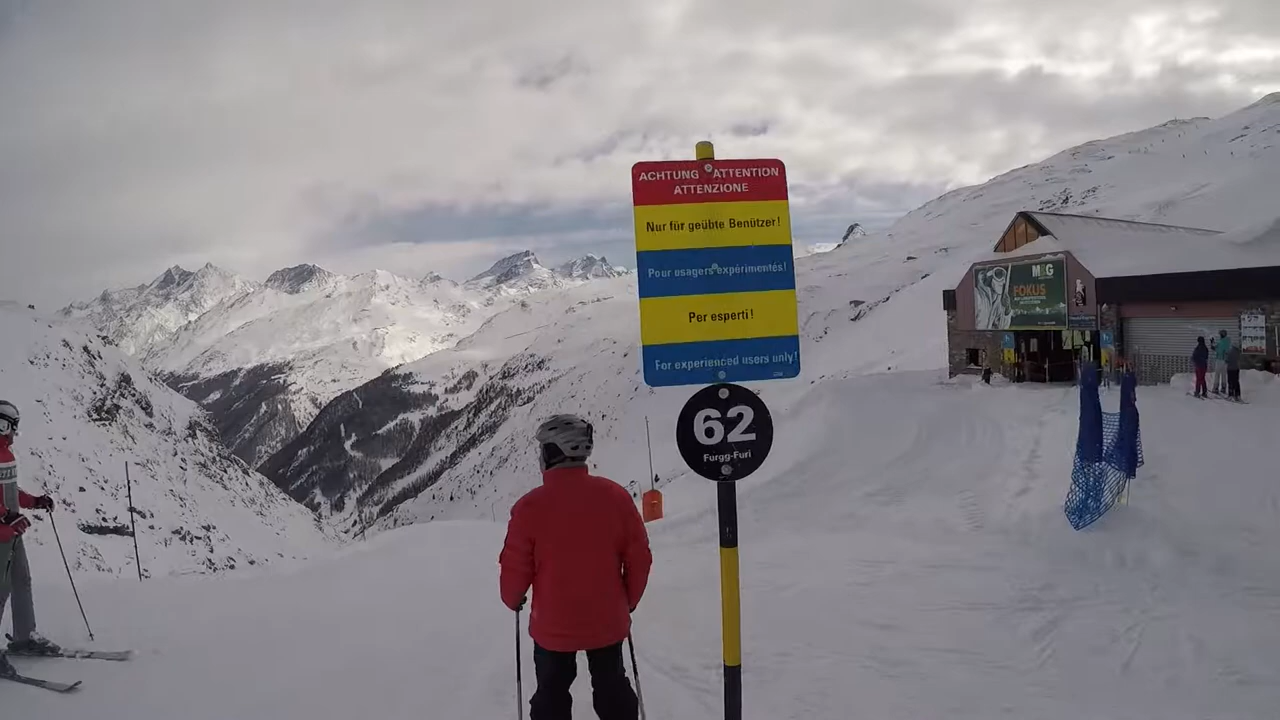 ACHTUNG ATTENTION
ATTENZIONE
Nur für geübte Benützer!
Pour usagers expérimentés!
Per esperti!
For experienced users only!
62
Furgg-Furi
FOKUS